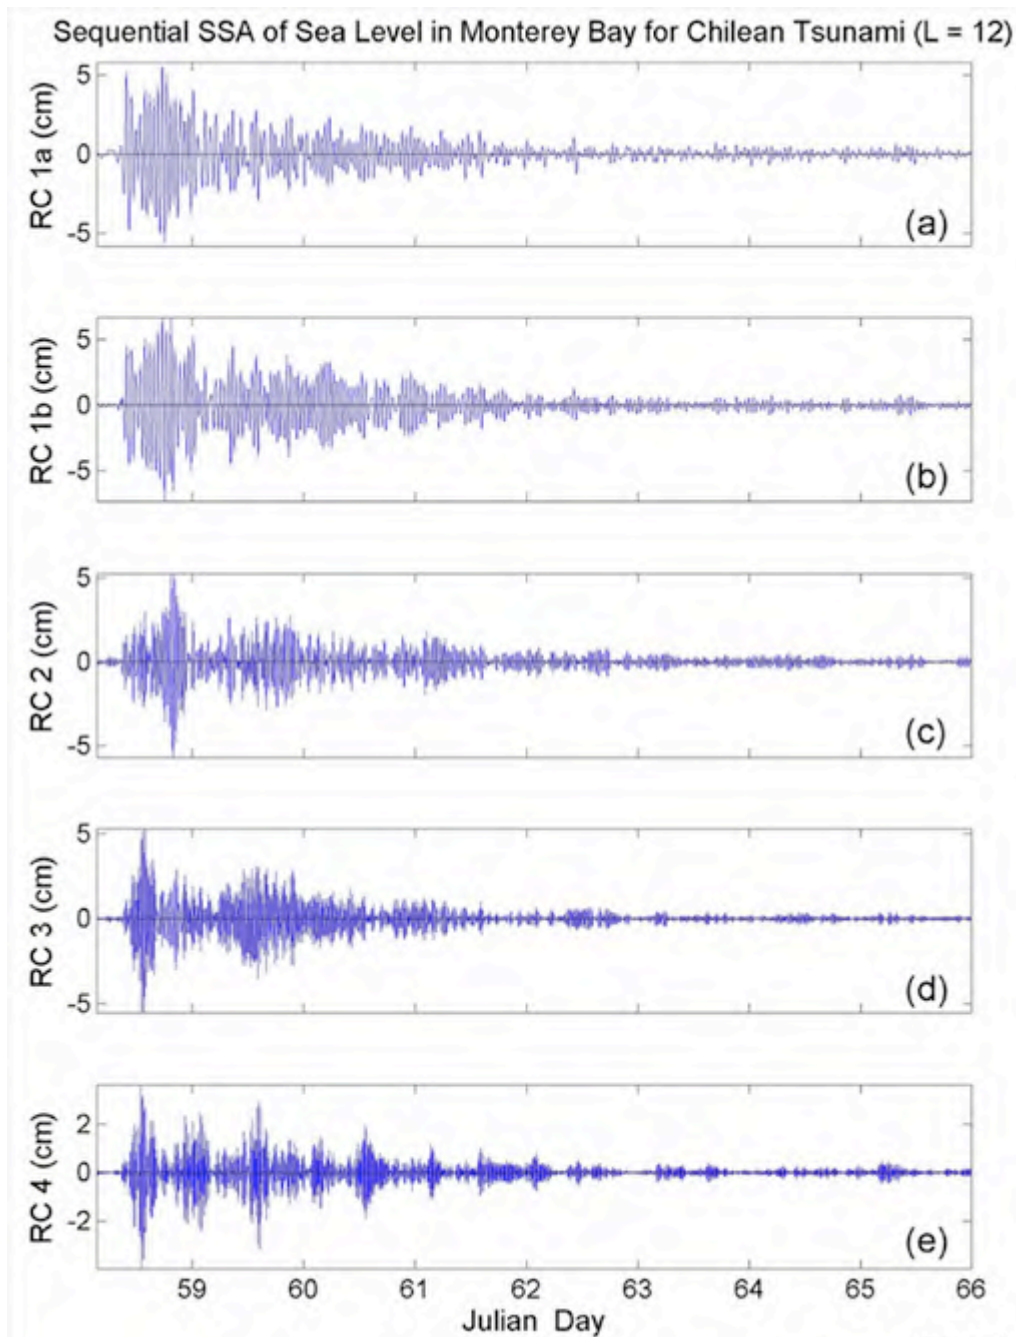 Sequential SSA of Sea Level in Monterey Bay for Chilean Tsunami (L = 12)
RC 1a (cm)
5
0
-5
(a)
RC 1b (cm)
5
0
-5
(b)
RC 2 (cm)
5
0
-5
(c)
RC 3 (cm)
5
0
-5
(d)
RC 4 (cm)
2
0
-2
(e)
59 60 61 62 63 64 65 66
Julian Day